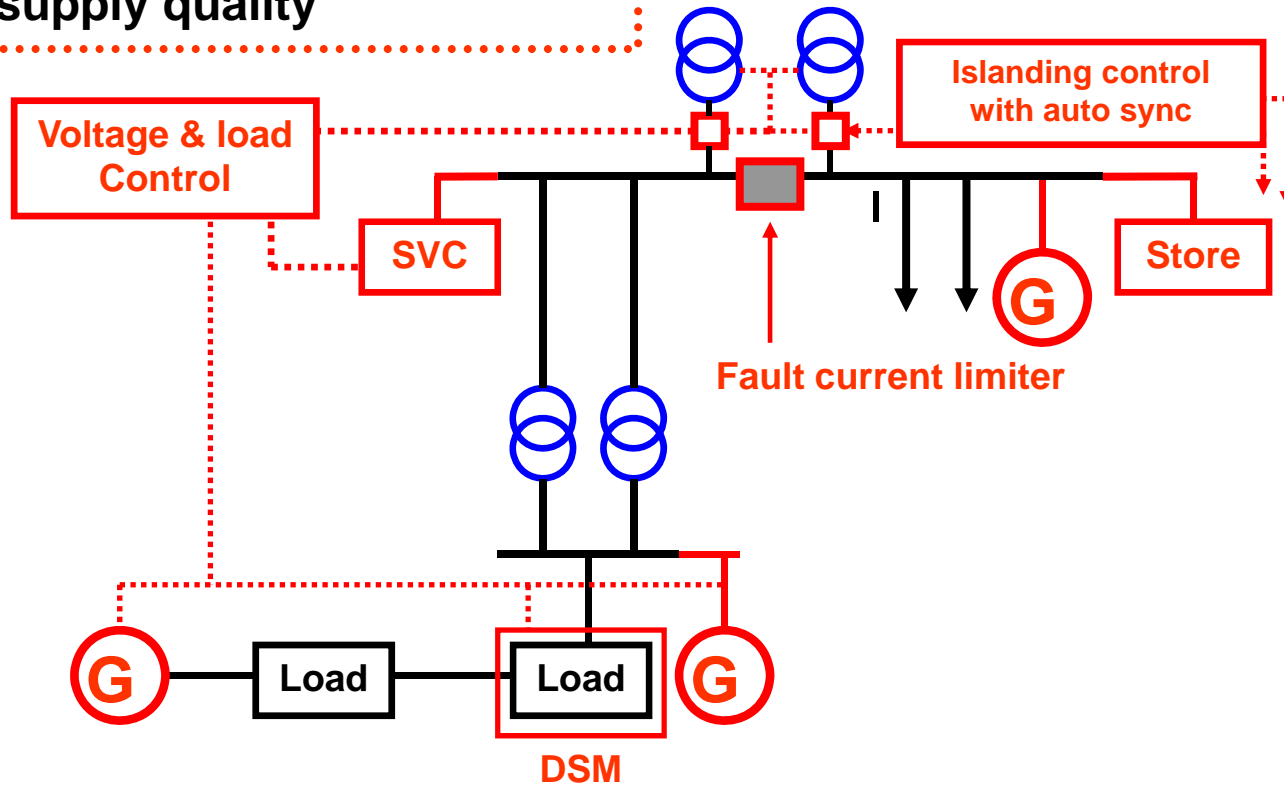 supply quality
Islanding control
with auto sync
Voltage & load
Control
SVC
Store
G
Fault current limiter
G
Load
Load
G
DSM